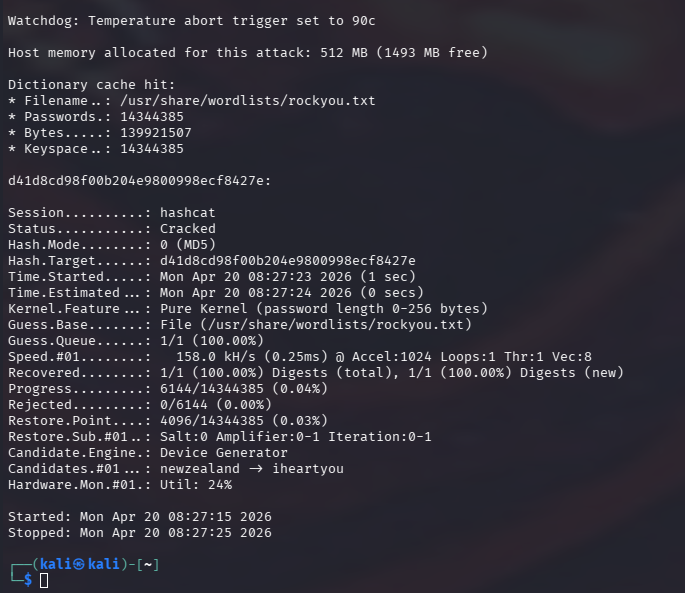 Watchdog: Temperature abort trigger set to 90c
Host memory allocated for this attack: 512 MB (1493 MB free)
Dictionary cache hit:
* Filename..: /usr/share/wordlists/rockyou.txt
* Passwords.: 14344385
* Bytes.....: 139921507
* Keyspace..: 14344385
d41d8cd98f00b204e9800998ecf8427e:
Session..........: hashcat
Status...........: Cracked
Hash.Mode........: 0 (MD5)
Hash.Target......: d41d8cd98f00b204e9800998ecf8427e
Time.Started.....: Mon Apr 20 08:27:23 2026 (1 sec)
Time.Estimated...: Mon Apr 20 08:27:24 2026 (0 secs)
Kernel.Feature...: Pure Kernel (password length 0-256 bytes)
Guess.Base.......: File (/usr/share/wordlists/rockyou.txt)
Guess.Queue......: 1/1 (100.00%)
Speed.#01........:   158.0 kH/s (0.25ms) @ Accel:1024 Loops:1 Thr:1 Vec:8
Recovered........: 1/1 (100.00%) Digests (total), 1/1 (100.00%) Digests (new)
Progress.........: 6144/14344385 (0.04%)
Rejected.........: 0/6144 (0.00%)
Restore.Point....: 4096/14344385 (0.03%)
Restore.Sub.#01..: Salt:0 Amplifier:0-1 Iteration:0-1
Candidate.Engine.: Device Generator
Candidates.#01...: newzealand -> iheartyou
Hardware.Mon.#01.: Util: 24%
Started: Mon Apr 20 08:27:15 2026
Stopped: Mon Apr 20 08:27:25 2026
┌──(kali㉿kali)-[~]
└─$